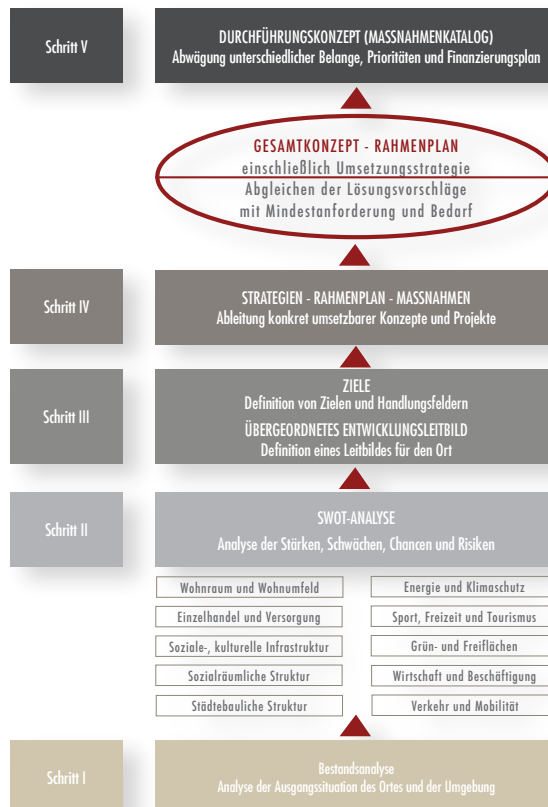 Schritt V
DURCHFÜHRUNGSKONZEPT (MASSNAHMENKATALOG)
Abwägung unterschiedlicher Belange, Prioritäten und Finanzierungsplan
GESAMTKONZEPT - RAHMENPLAN
einschließlich Umsetzungsstrategie
Abgleichen der Lösungsvorschläge
mit Mindestanforderung und Bedarf
Schritt IV
STRATEGIEN - RAHMENPLAN - MASSNAHMEN
Ableitung konkret umsetzbarer Konzepte und Projekte
Schritt III
ZIELE
Definition von Zielen und Handlungsfeldern
ÜBERGEORDNETES ENTWICKLUNGSLEITBILD
Definition eines Leitbildes für den Ort
Schritt II
SWOT-ANALYSE
Analyse der Stärken, Schwächen, Chancen und Risiken
Wohnraum und Wohnumfeld
Einzelhandel und Versorgung
Soziale-, kulturelle Infrastruktur
Sozialräumliche Struktur
Städtebauliche Struktur
Energie und Klimaschutz
Sport, Freizeit und Tourismus
Grün- und Freiflächen
Wirtschaft und Beschäftigung
Verkehr und Mobilität
Schritt I
Bestandsanalyse
Analyse der Ausgangssituation des Ortes und der Umgebung